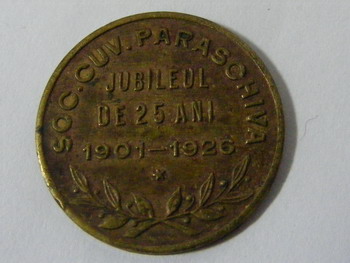 SOC. CUV. PARASCHIVA
JUBILEUL
DE 25 ANI
1901-1926
*